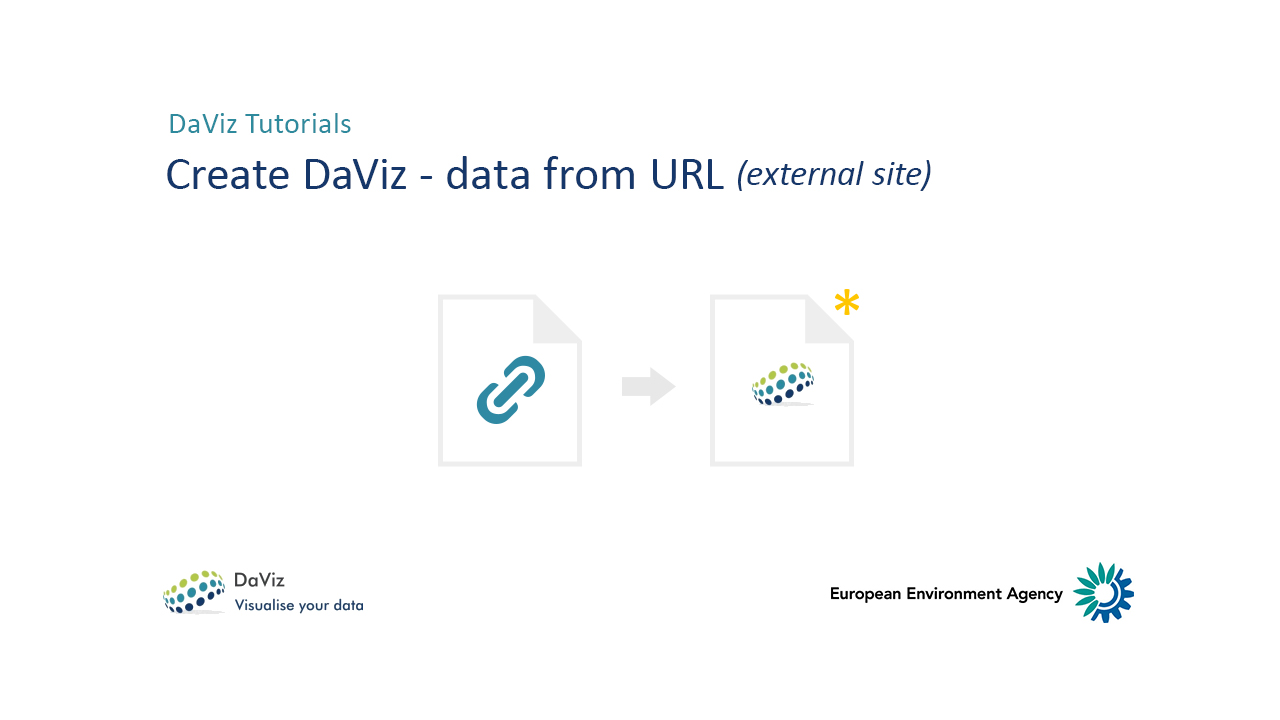 DaViz Tutorials
Create DaViz - data from URL (external site)
*
DaViz
Visualise your data
European Environment Agency